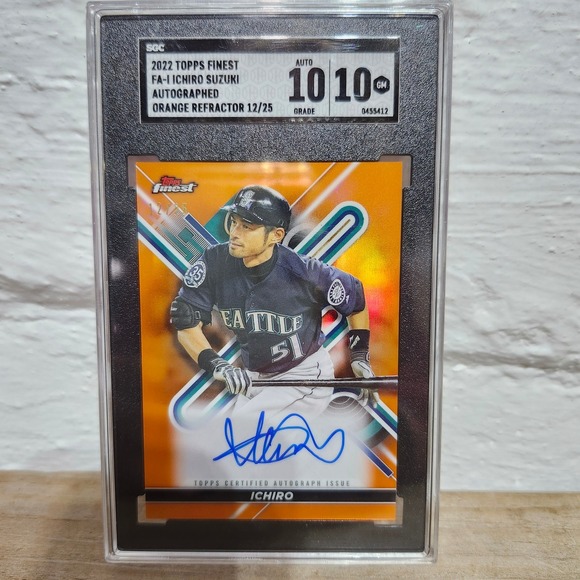 SGC
2022 TOPPS FINEST
FA-I ICHIRO SUZUKI
AUTOGRAPHED
ORANGE REFRACTOR 12/25
AUTO
10
GRADE
10
GM
0455412
Topps
finest
35
SEATTLE
51
TOPPS CERTIFIED AUTOGRAPH ISSUE
ICHIRO